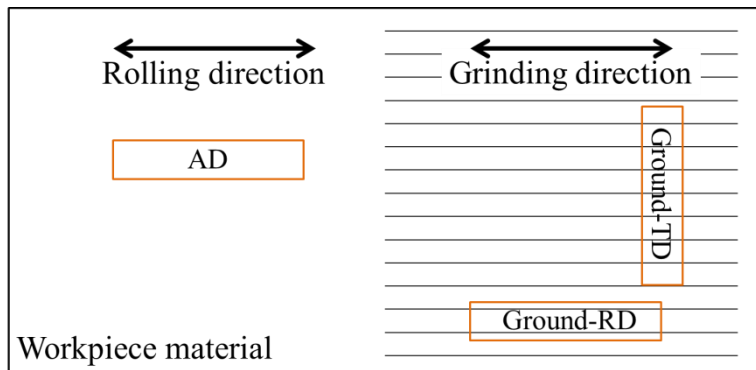 Rolling direction
Grinding direction
AD
Ground-TD
Ground-RD
Workpiece material